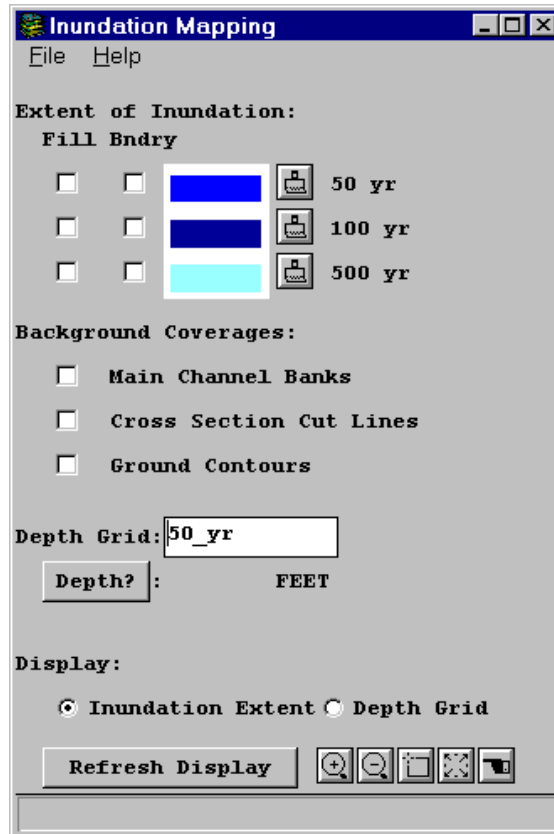 Inundation Mapping
File Help
Extent of Inundation:
Fill Bndry
50 yr
100 yr
500 yr
Background Coverages:
Main Channel Banks
Cross Section Cut Lines
Ground Contours
Depth Grid: 50_yr
Depth? : FEET
Display:
Inundation Extent Depth Grid
Refresh Display